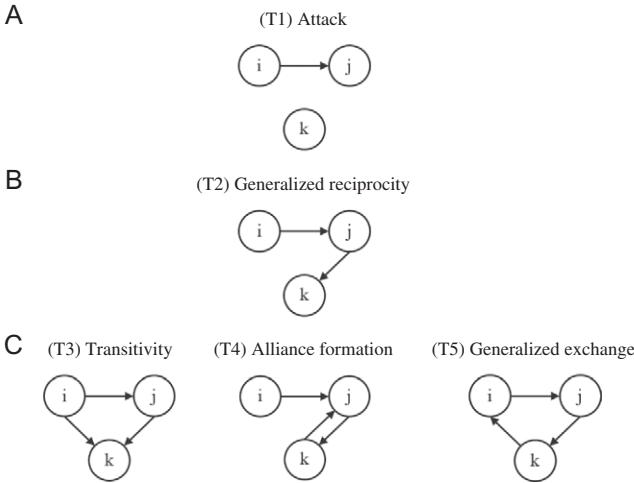 A
(T1) Attack
i j
k
B
(T2) Generalized reciprocity
i j
k
C (T3) Transitivity (T4) Alliance formation (T5) Generalized exchange
i j i j i j
k k k